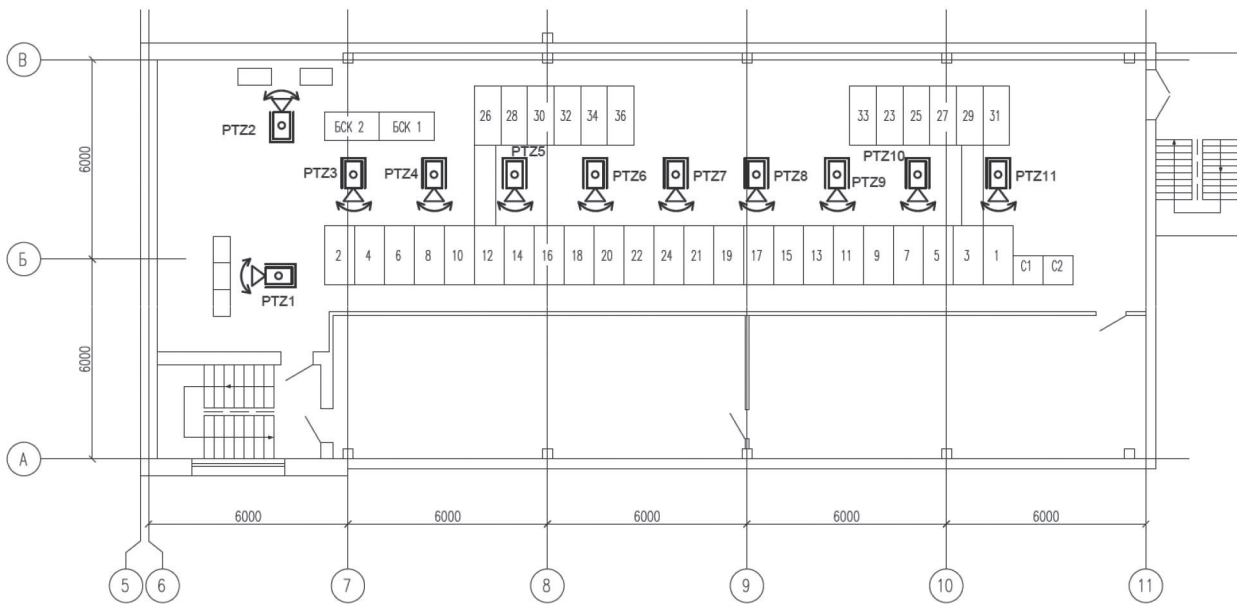 В
26 28 30 32 34 36
33 23 25 27 29 31
PTZ2
БСК 2 БСК 1
6000
PTZ5
PTZ10
PTZ3 PTZ4 PTZ6 PTZ7 PTZ8 PTZ9 PTZ11
Б
2 4 6 8 10 12 14 16 18 20 22 24 21 19 17 15 13 11 9 7 5 3 1 С1 С2
PTZ1
6000
А
6000 6000 6000 6000 6000
5 6 7 8 9 10 11